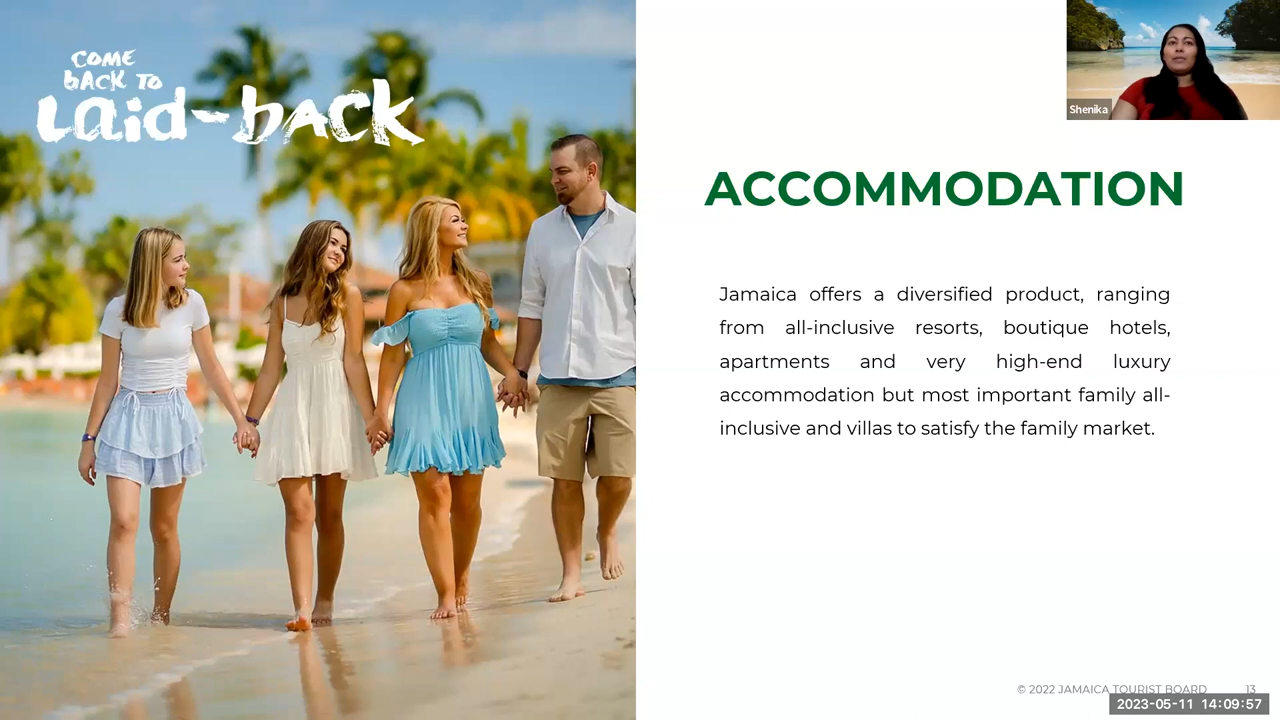 COME
BACK TO
Laid-BACK
Shenika
ACCOMMODATION
Jamaica offers a diversified product, ranging
from all-inclusive resorts, boutique hotels,
apartments and very high-end luxury
accommodation but most important family all-
inclusive and villas to satisfy the family market.
© 2022 JAMAICA TOURIST BOARD 13
2023-05-11 14:09:57